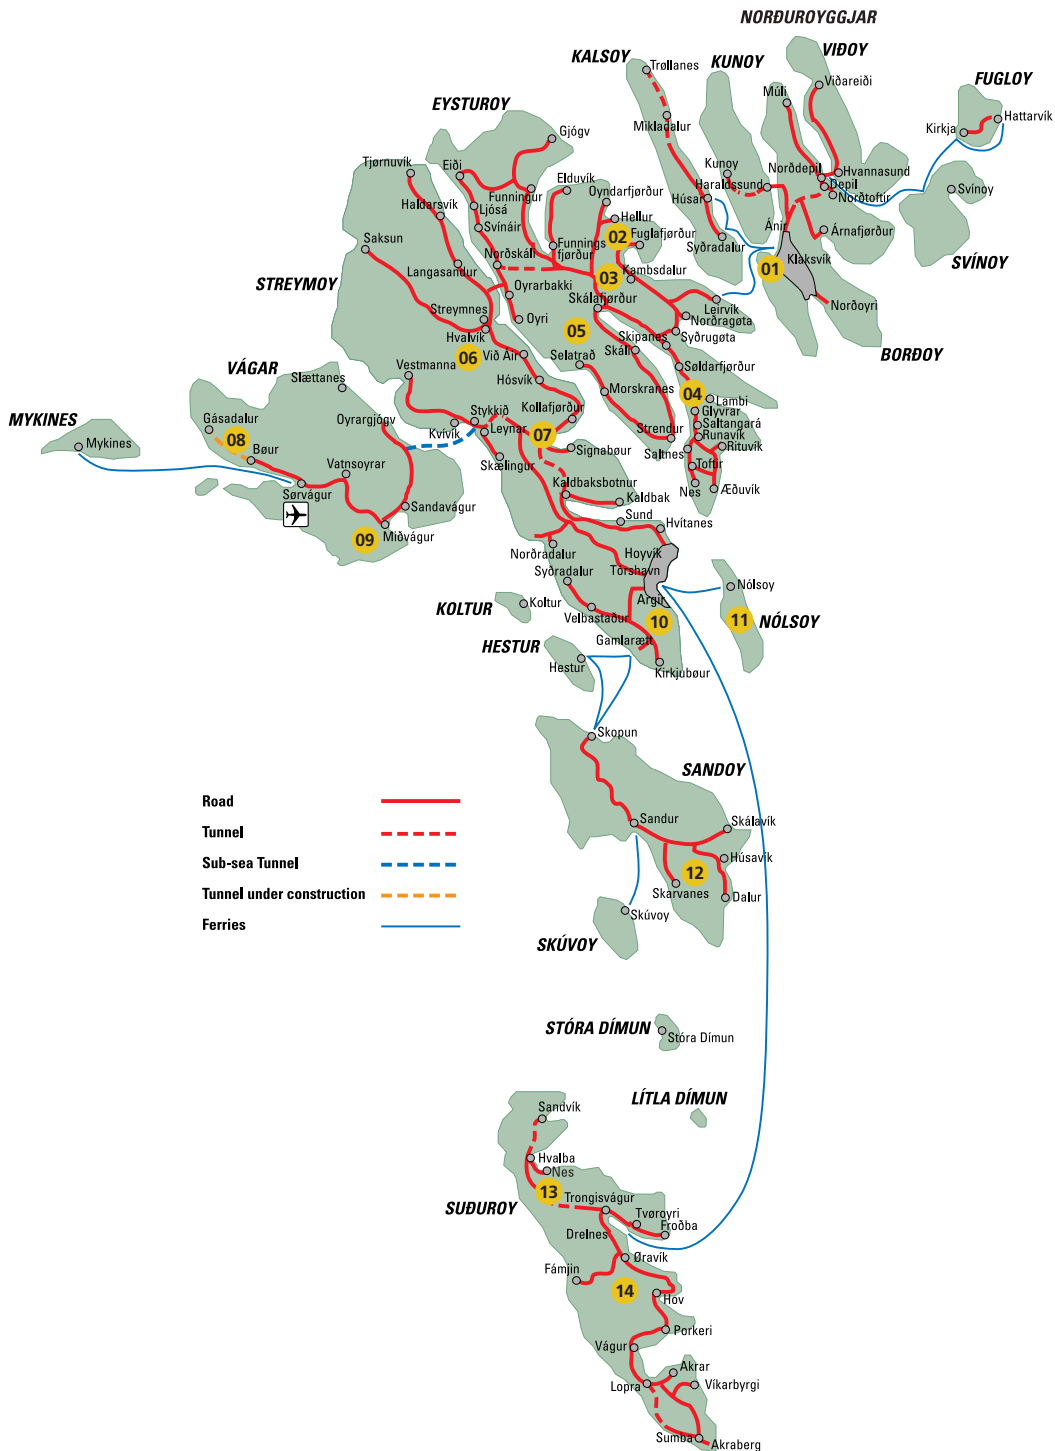 NORÐUROYGGJAR
VIÐOY
KALSOY
KUNOY
FUGLOY
Trøllanes
Múli
Viðareiði
EYSTUROY
Gjógv
Mikladalur
Hattarvík
Kirkja
Tjørnuvík
Eiði
Elduvík
Kunoy
Norðdepil
Hvannasund
Haraldssund
Depil
Norðtoftir
Svínoy
Funningur
Oyndarfjørður
Húsar
Haldarsvík
Ljósá
Hellur
Svínáir
Fuglafjørður
02
Ánir
Árnafjørður
Saksun
Funnings
fjørður
Syðradalur
Norðskáli
Klaksvík
SVÍNOY
Langasandur
03
Kambsdalur
01
STREYMOY
Oyrarbakki
Skálafjørður
Leirvík
Norðoyri
Streymnes
Oyri
05
Norðragøta
Hvalvík
Skipanes
Syðrugøta
06
Við Áir
Selatrað
Skáli
BORÐOY
VÁGAR
Vestmanna
Søldarfjørður
Slættanes
Hósvík
Morskranes
04
Lambi
MYKINES
Gásadalur
Oyrargjógv
Stykkið
Kollafjørður
Glyvrar
Saltangará
Mykines
08
Kvívík
Leynar
07
Strendur
Runavík
Rituvík
Bøur
Signabøur
Saltnes
Vatnsoyrar
Skælingur
Toftir
Kaldbaksbotnur
Nes
Æðuvík
Sørvágur
Sandavágur
Kaldbak
Sund
Hvítanes
09
Miðvágur
Norðradalur
Hoyvík
Syðradalur
Tórshavn
Nólsoy
KOLTUR
Koltur
Argir
Velbastaður
10
11
NÓLSOY
HESTUR
Gamlarætt
Hestur
Kirkjubøur
Skopun
SANDOY
Road
Sandur
Skálavík
Tunnel
Sub-sea Tunnel
Húsavík
12
Tunnel under construction
Skarvanes
Dalur
Ferries
Skúvoy
SKÚVOY
STÓRA DÍMUN
Stóra Dímun
LÍTLA DÍMUN
Sandvík
Hvalba
Nes
13
SUÐUROY
Trongisvágur
Tvøroyri
Drelnes
Froðba
Øravík
Fámjin
14
Hov
Porkeri
Vágur
Akrar
Lopra
Víkarbyrgi
Sumba
Akraberg